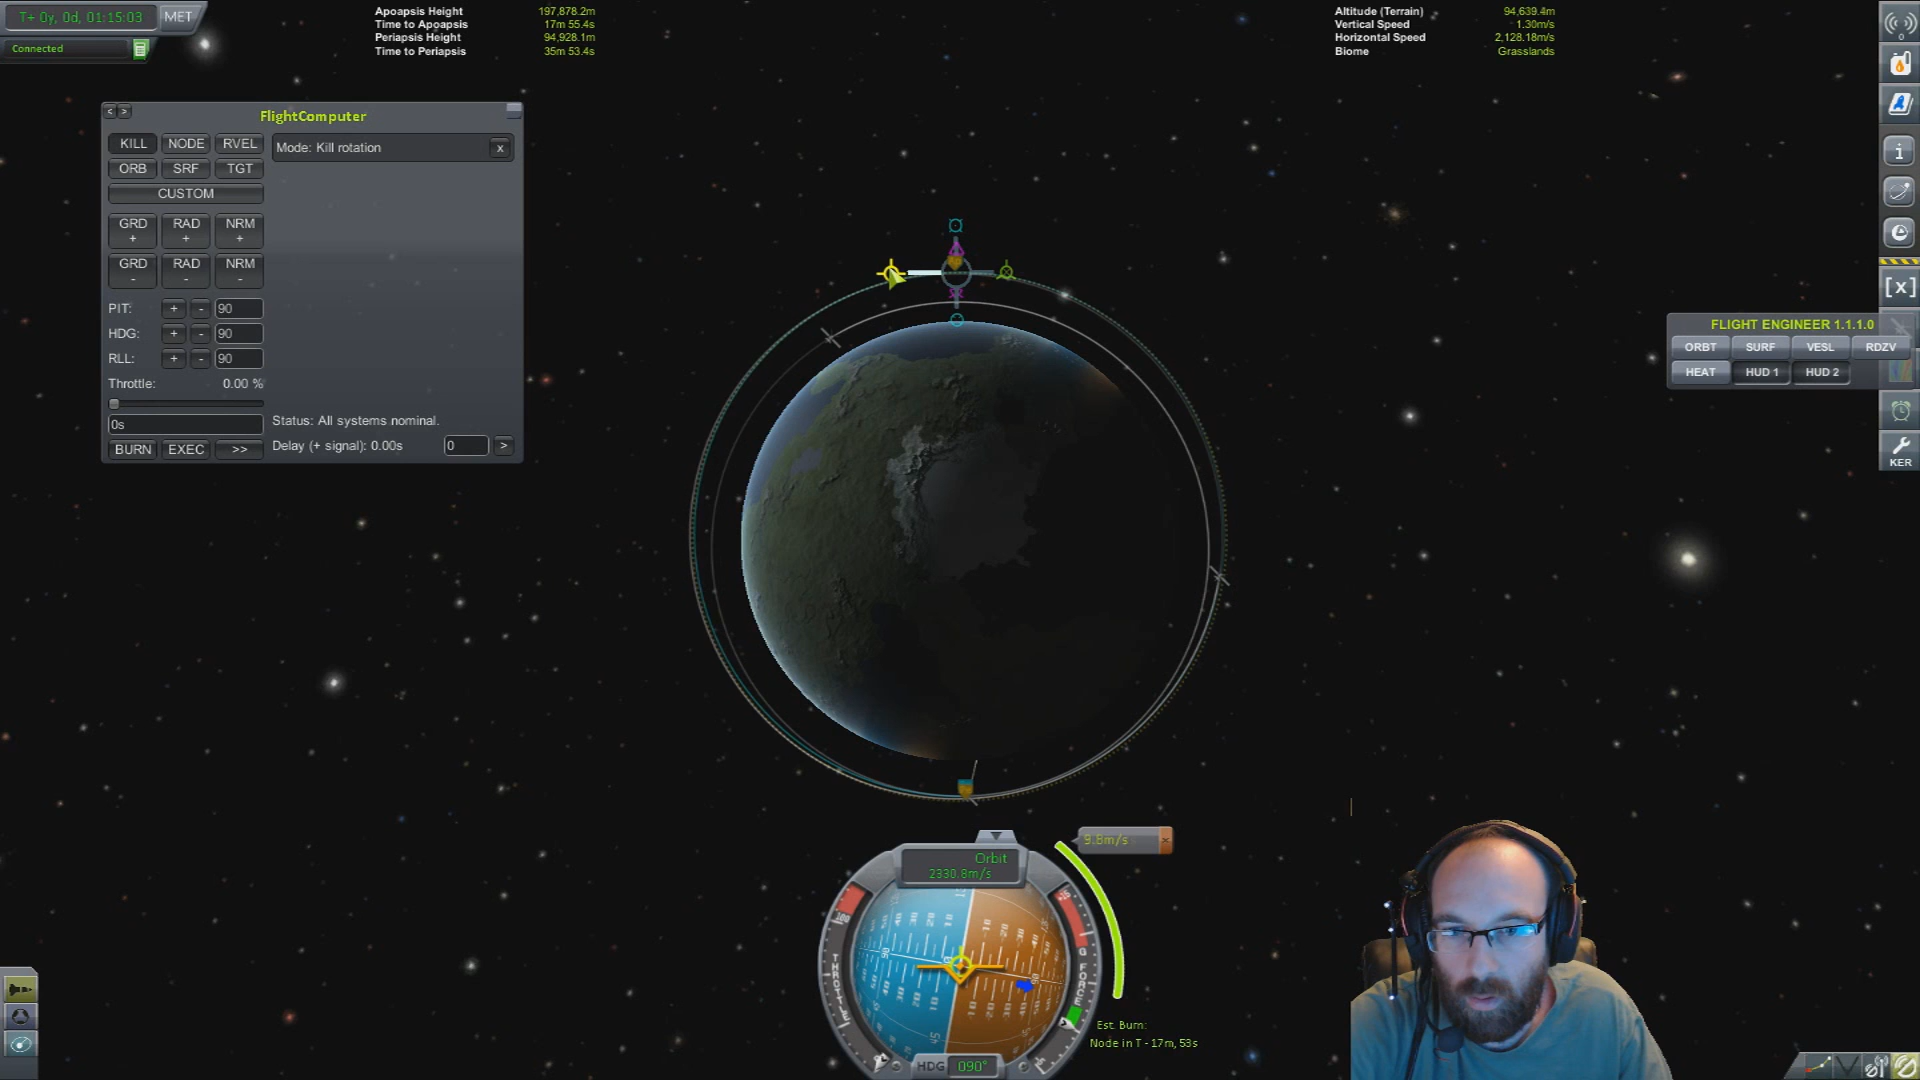 T+ 0y, 0d, 01:15:03 MET
Connected
Apoapsis Height 197,878.2m
Time to Apoapsis 17m 55.4s
Periapsis Height 94,928.1m
Time to Periapsis 35m 53.4s
Altitude (Terrain) 94,639.4m
Vertical Speed 1.30m/s
Horizontal Speed 2,128.18m/s
Biome Grasslands
< >
FlightComputer
KILL NODE RVEL
Mode: Kill rotation x
ORB SRF TGT
CUSTOM
GRD + RAD + NRM +
GRD - RAD - NRM -
PIT: + - 90
HDG: + - 90
RLL: + - 90
Throttle: 0.00 %
0s
Status: All systems nominal.
BURN EXEC >>
Delay (+ signal): 0.00s 0 >
0
[x]
FLIGHT ENGINEER 1.1.1.0
ORBT SURF VESL RDZV
HEAT HUD 1 HUD 2
KER
9.8m/s
Orbit
2330.8m/s
THROTTLE
G FORCE
HDG 090°
Est. Burn:
Node in T - 17m, 53s